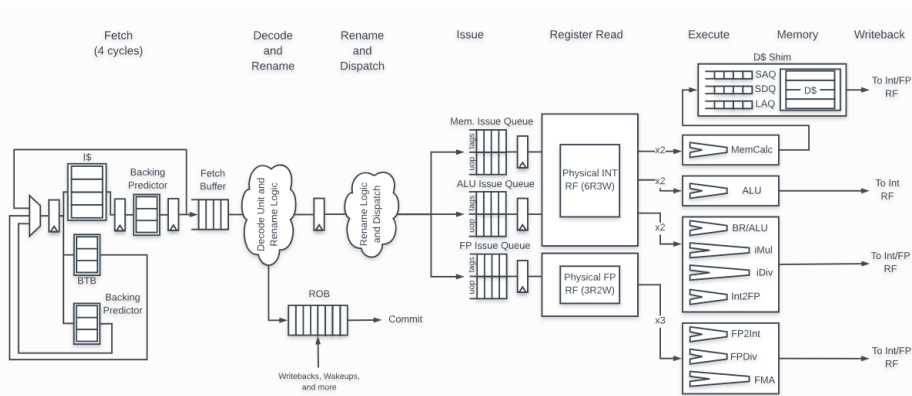 Fetch
(4 cycles)
Decode
and
Rename
Rename
and
Dispatch
Issue
Register Read
Execute
Memory
Writeback
D$ Shim
SAQ
SDQ
LAQ
D$
To Int/FP
RF
Mem. Issue Queue
uop
tags
x2
MemCalc
I$
Backing
Predictor
Fetch
Buffer
Decode Unit and
Rename Logic
Rename Logic
and Dispatch
ALU Issue Queue
uop
tags
Physical INT
RF (6R3W)
x2
ALU
To Int
RF
x2
BR/ALU
iMul
iDiv
Int2FP
To Int/FP
RF
FP Issue Queue
uop
tags
Physical FP
RF (3R2W)
BTB
Backing
Predictor
ROB
Commit
x3
FP2Int
FPDiv
FMA
To Int/FP
RF
Writebacks, Wakeups,
and more